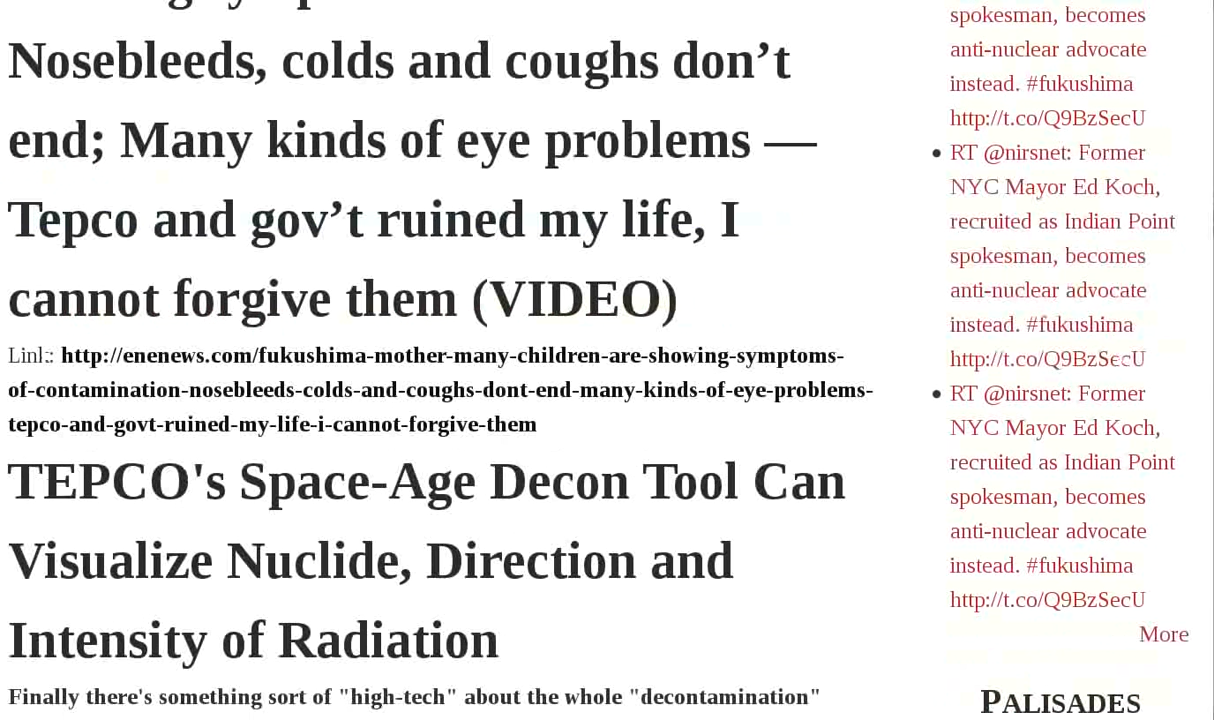 Nosebleeds, colds and coughs don’t
end; Many kinds of eye problems —
Tepco and gov’t ruined my life, I
cannot forgive them (VIDEO)
Link: http://enenews.com/fukushima-mother-many-children-are-showing-symptoms-
of-contamination-nosebleeds-colds-and-coughs-dont-end-many-kinds-of-eye-problems-
tepco-and-govt-ruined-my-life-i-cannot-forgive-them
TEPCO's Space-Age Decon Tool Can
Visualize Nuclide, Direction and
Intensity of Radiation
Finally there's something sort of "high-tech" about the whole "decontamination"
spokesman, becomes
anti-nuclear advocate
instead. #fukushima
http://t.co/Q9BzSecU
• RT @nirsnet: Former
NYC Mayor Ed Koch,
recruited as Indian Point
spokesman, becomes
anti-nuclear advocate
instead. #fukushima
http://t.co/Q9BzSecU
• RT @nirsnet: Former
NYC Mayor Ed Koch,
recruited as Indian Point
spokesman, becomes
anti-nuclear advocate
instead. #fukushima
http://t.co/Q9BzSecU
More
PALISADES